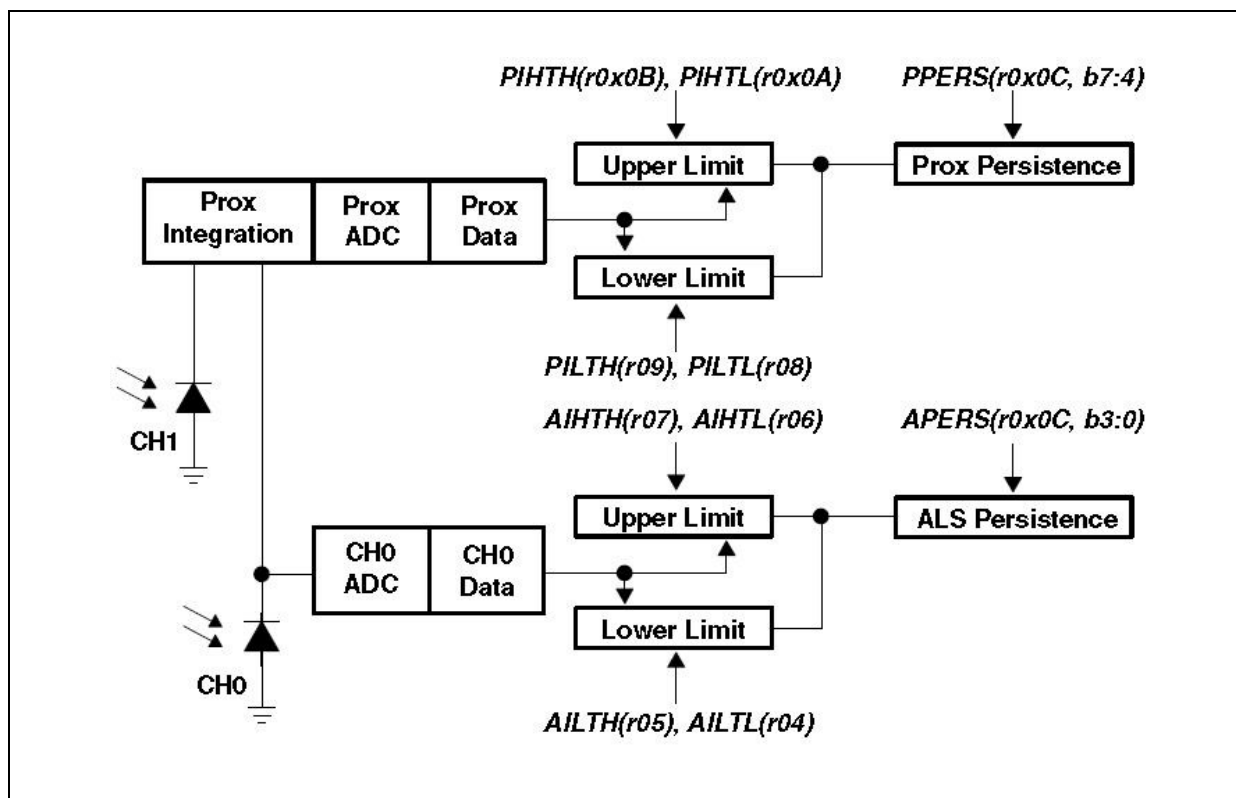 PIHTH(r0x0B), PIHTL(r0x0A)
PPERS(r0x0C, b7:4)
Upper Limit
Prox Persistence
Prox
Integration
Prox
ADC
Prox
Data
Lower Limit
PILTH(r09), PILTL(r08)
CH1
AIHTH(r07), AIHTL(r06)
APERS(r0x0C, b3:0)
Upper Limit
ALS Persistence
CH0
ADC
CH0
Data
Lower Limit
CH0
AILTH(r05), AILTL(r04)